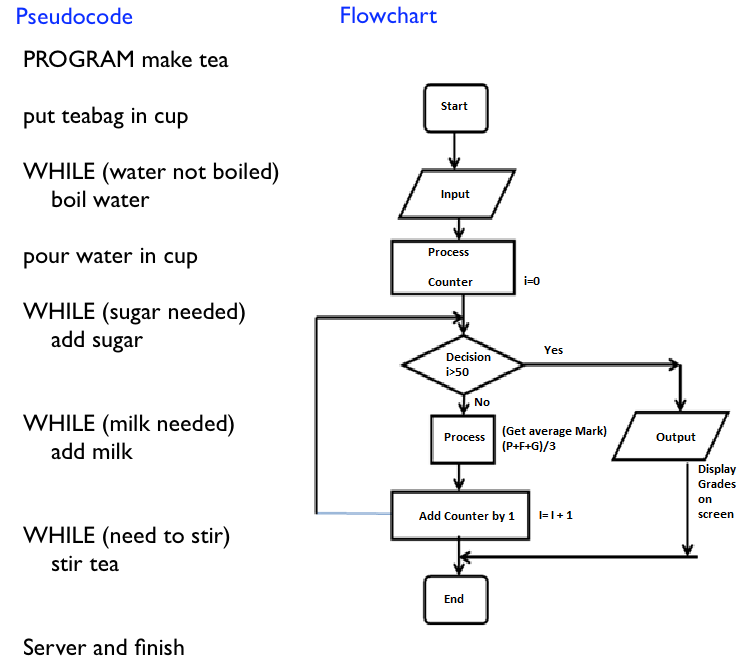 Pseudocode
PROGRAM make tea
put teabag in cup
WHILE (water not boiled)
boil water
pour water in cup
WHILE (sugar needed)
add sugar
WHILE (milk needed)
add milk
WHILE (need to stir)
stir tea
Server and finish
Flowchart
Start
Input
Process
Counter
i=0
Decision
i>50
Yes
No
Process
(Get average Mark)
(P+F+G)/3
Output
Display
Grades
on
screen
Add Counter by 1
I= I + 1
End